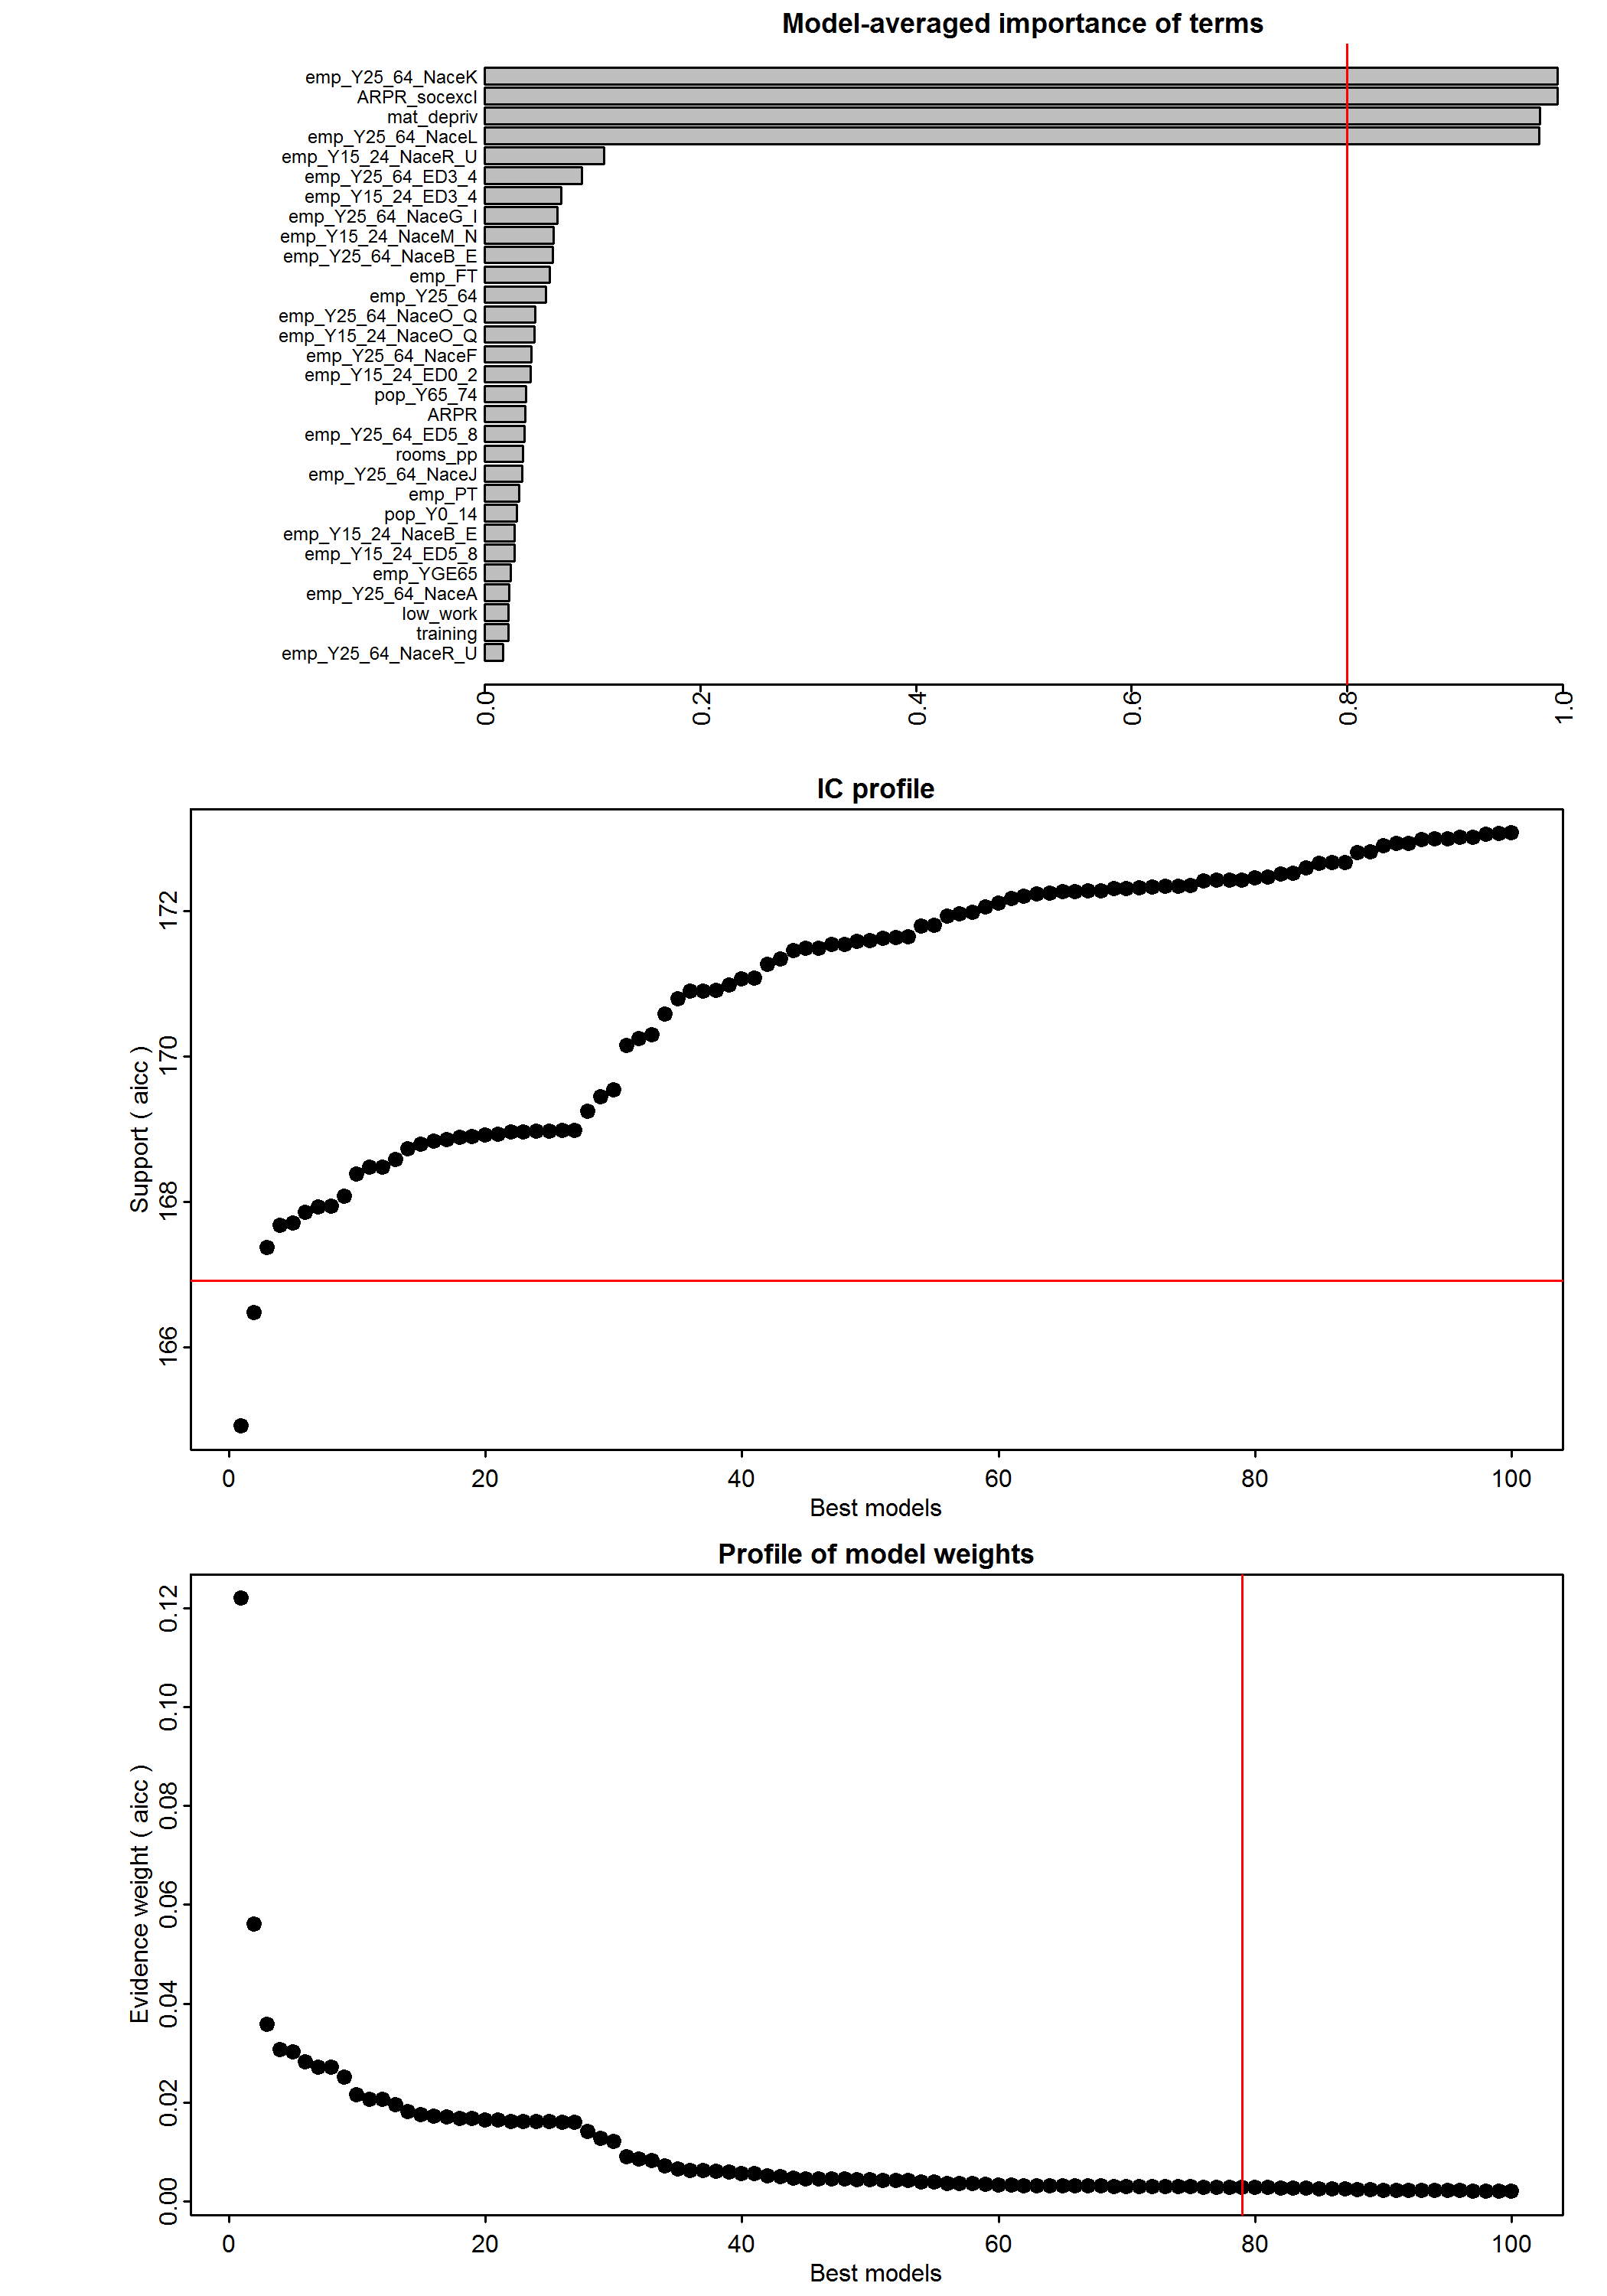 Model-averaged importance of terms
emp_Y25_64_NaceK
ARPR_socexcl
mat_depriv
emp_Y25_64_NaceL
emp_Y15_24_NaceR_U
emp_Y25_64_ED3_4
emp_Y15_24_ED3_4
emp_Y25_64_NaceG_I
emp_Y15_24_NaceM_N
emp_Y25_64_NaceB_E
emp_FT
emp_Y25_64
emp_Y25_64_NaceO_Q
emp_Y15_24_NaceO_Q
emp_Y25_64_NaceF
emp_Y15_24_ED0_2
pop_Y65_74
ARPR
emp_Y25_64_ED5_8
rooms_pp
emp_Y25_64_NaceJ
emp_PT
pop_Y0_14
emp_Y15_24_NaceB_E
emp_Y15_24_ED5_8
emp_YGE65
emp_Y25_64_NaceA
low_work
training
emp_Y25_64_NaceR_U
0.0 0.2 0.4 0.6 0.8 1.0
IC profile
Support ( aicc )
172
170
168
166
0 20 40 60 80 100
Best models
Profile of model weights
Evidence weight ( aicc )
0.12
0.10
0.08
0.06
0.04
0.02
0.00
0 20 40 60 80 100
Best models